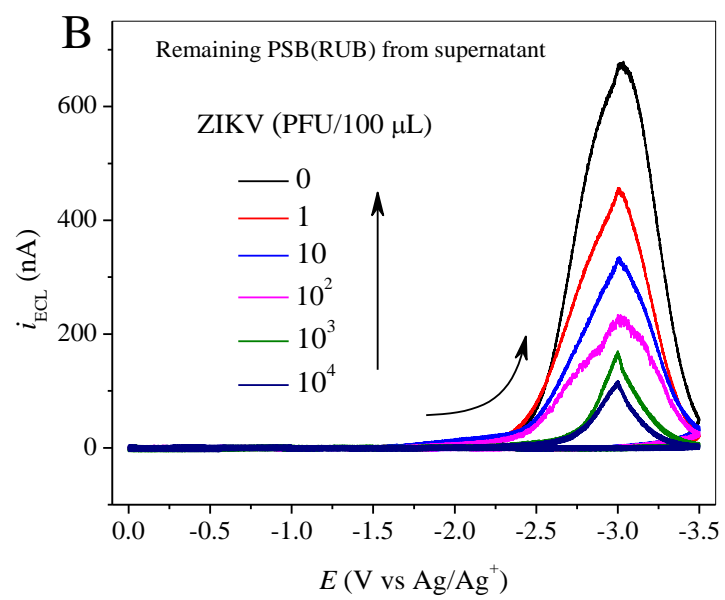 B
Remaining PSB(RUB) from supernatant
ZIKV (PFU/100 μL)
0
1
10
10²
10³
10⁴
600
400
200
0
i_ECL (nA)
0.0 -0.5 -1.0 -1.5 -2.0 -2.5 -3.0 -3.5
E (V vs Ag/Ag⁺)